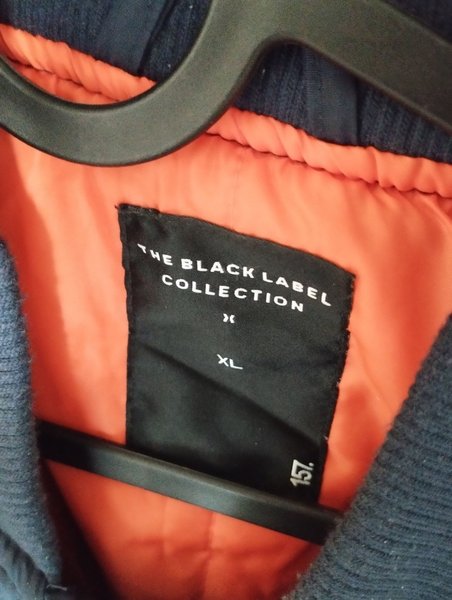 THE BLACK LABEL
COLLECTION
XL
157.